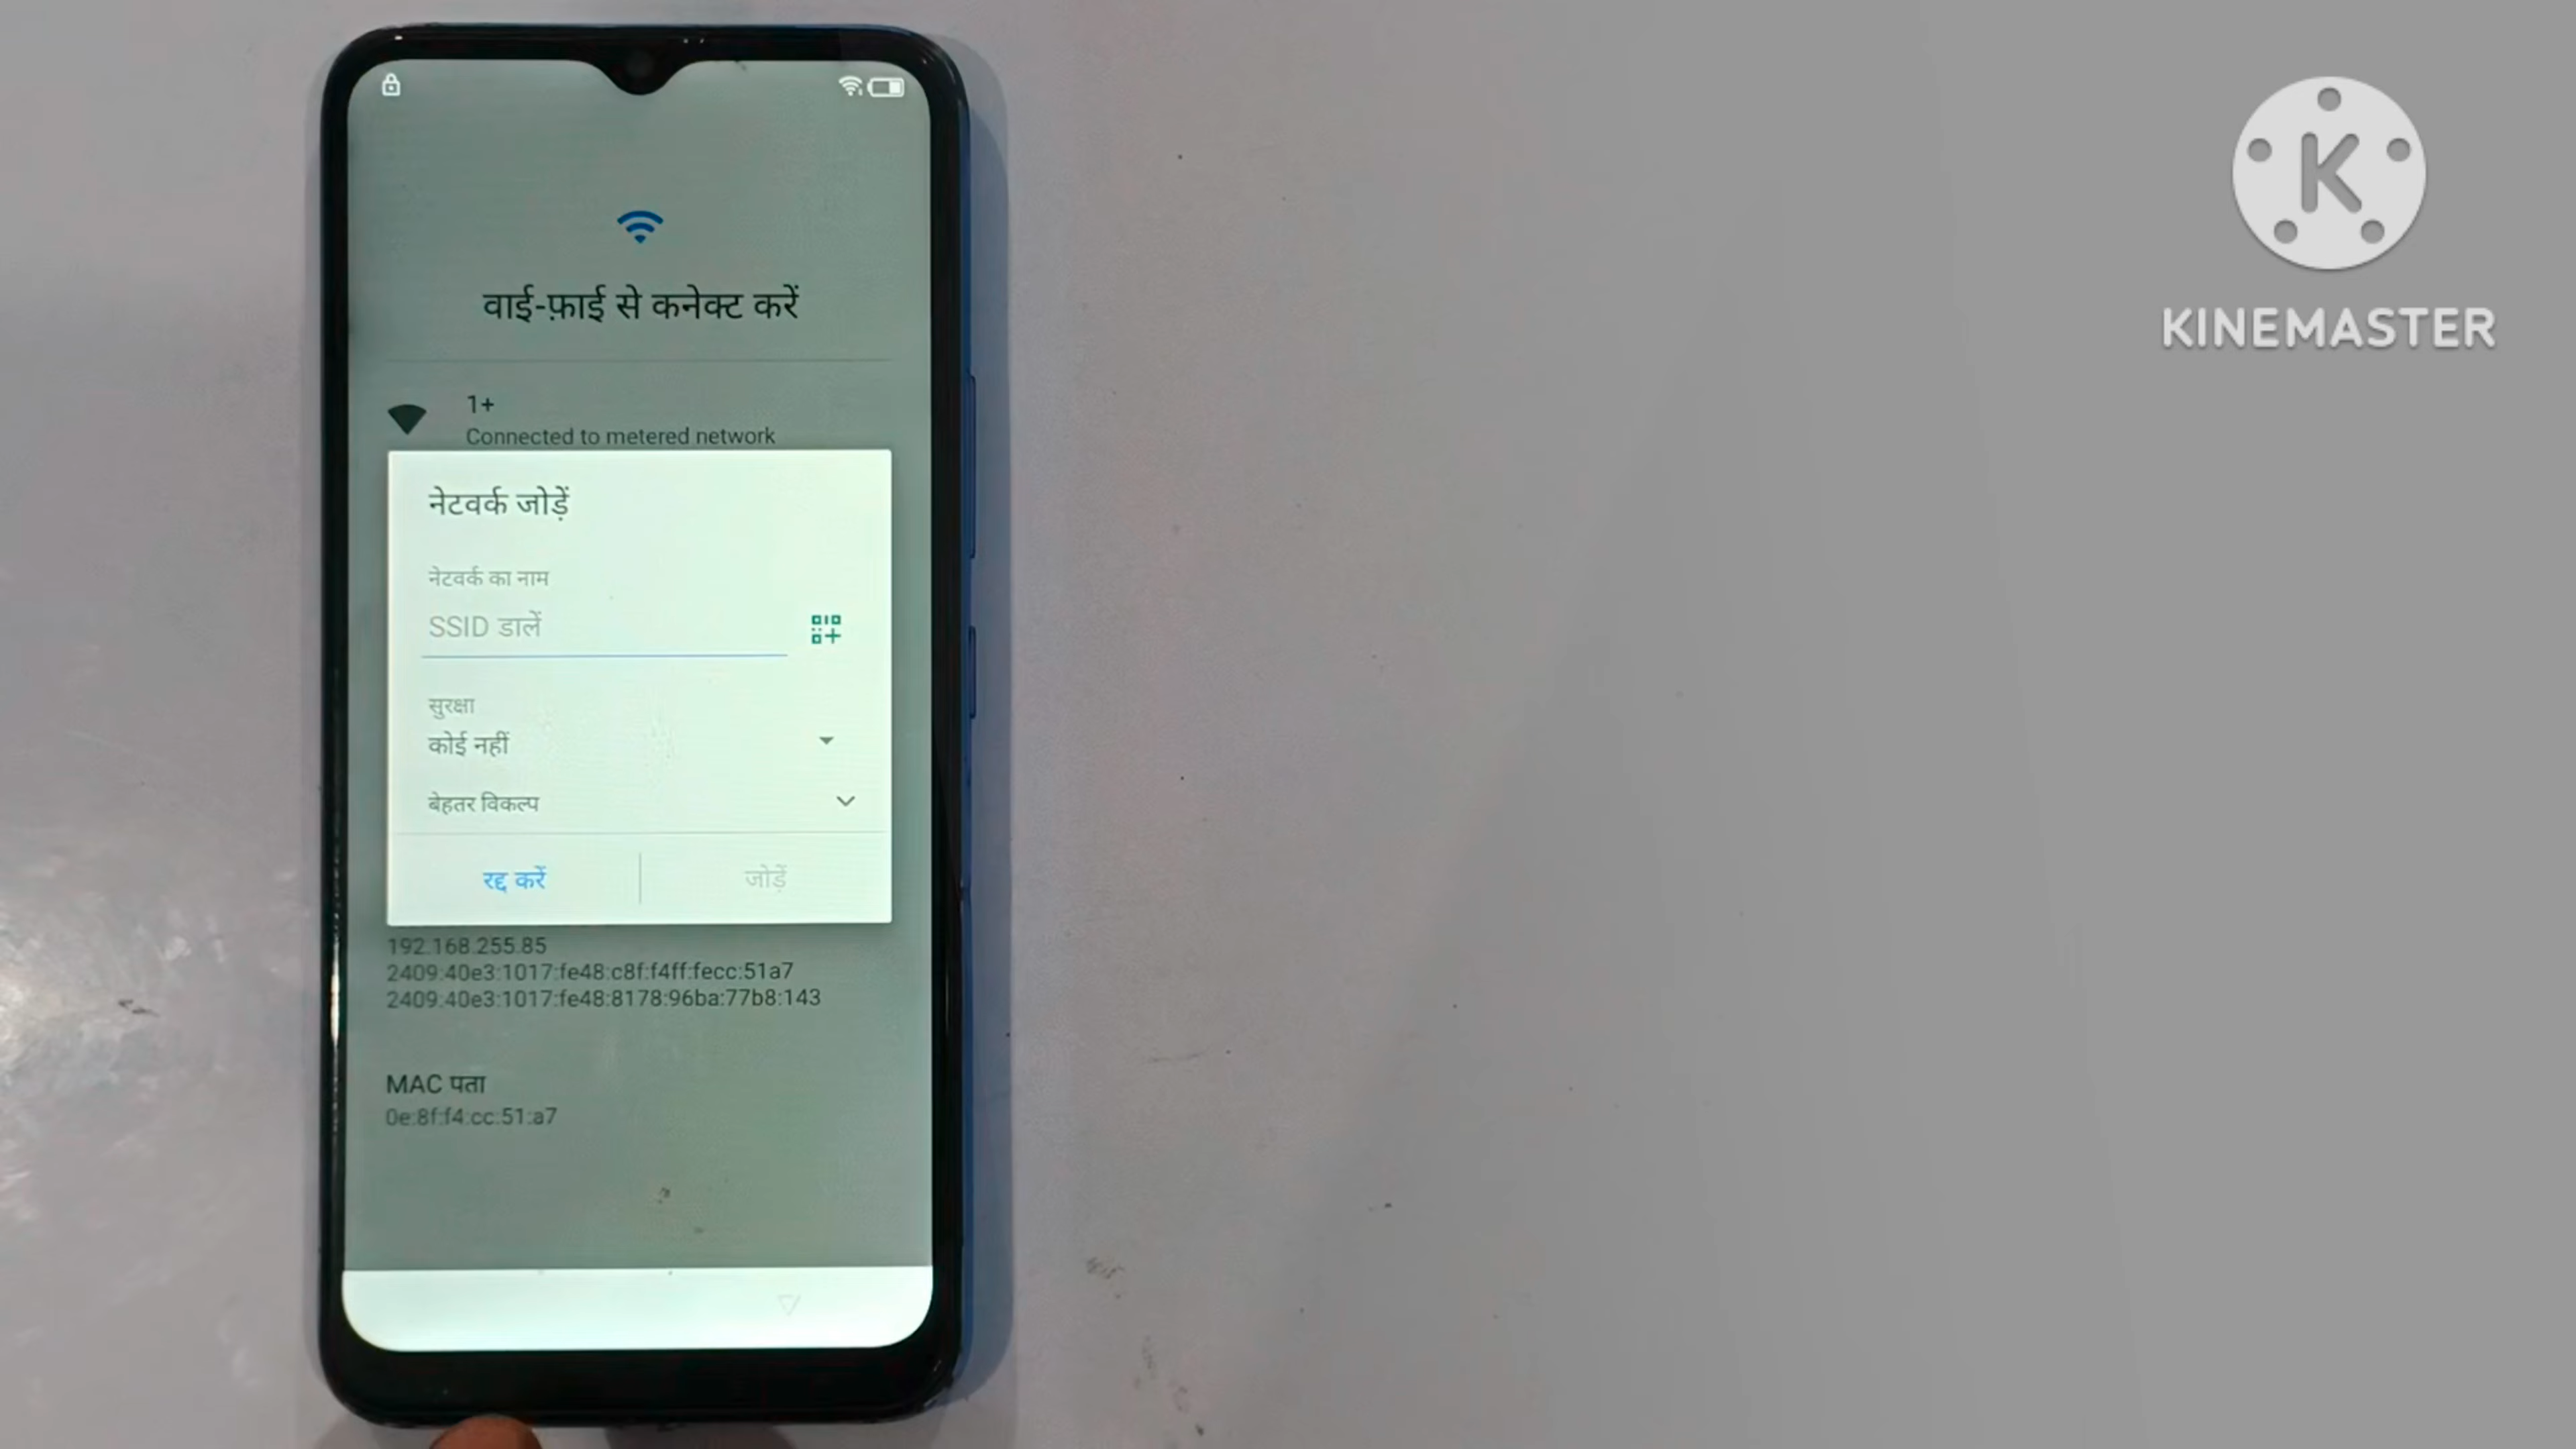 वाई-फ़ाई से कनेक्ट करें
1+
Connected to metered network
नेटवर्क जोड़ें
नेटवर्क का नाम
SSID डालें
सुरक्षा
कोई नहीं
बेहतर विकल्प
रद्द करें
जोड़ें
192.168.255.85
2409:40e3:1017:fe48:c8f:f4ff:fecc:51a7
2409:40e3:1017:fe48:8178:96ba:77b8:143
MAC पता
0e:8f:f4:cc:51:a7
K
KINEMASTER